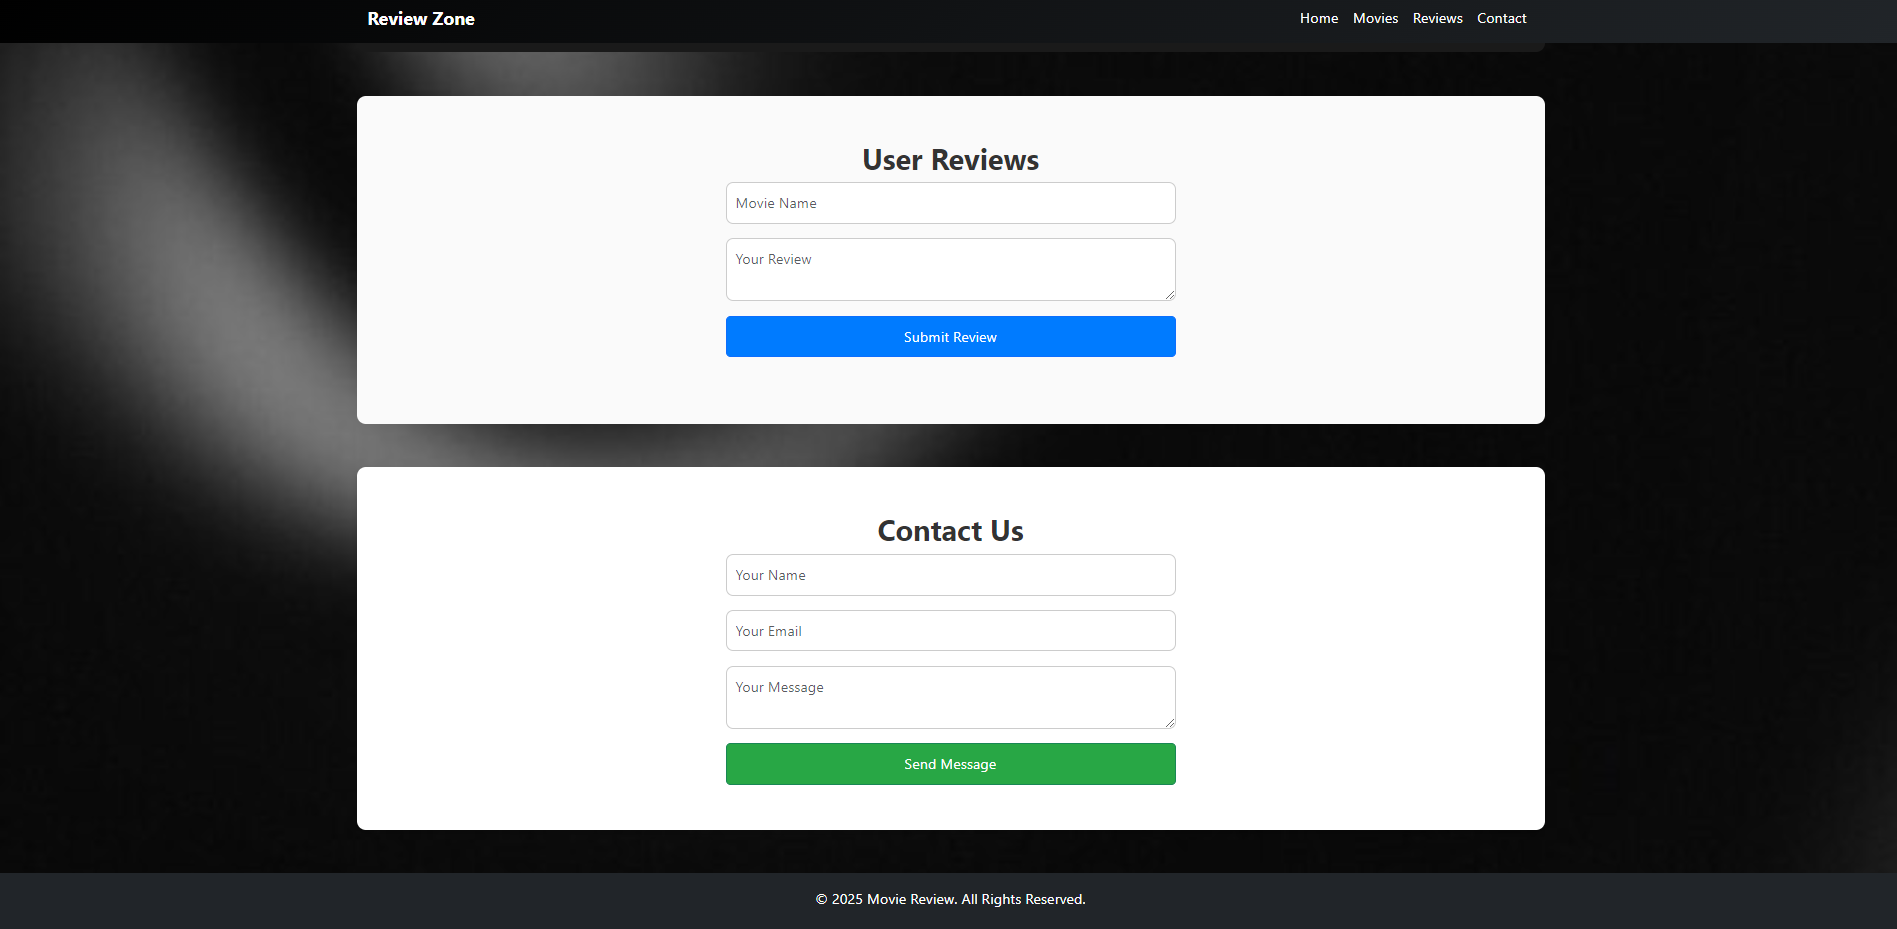 Review Zone
Home Movies Reviews Contact
User Reviews
Movie Name
Your Review
Submit Review
Contact Us
Your Name
Your Email
Your Message
Send Message
© 2025 Movie Review. All Rights Reserved.